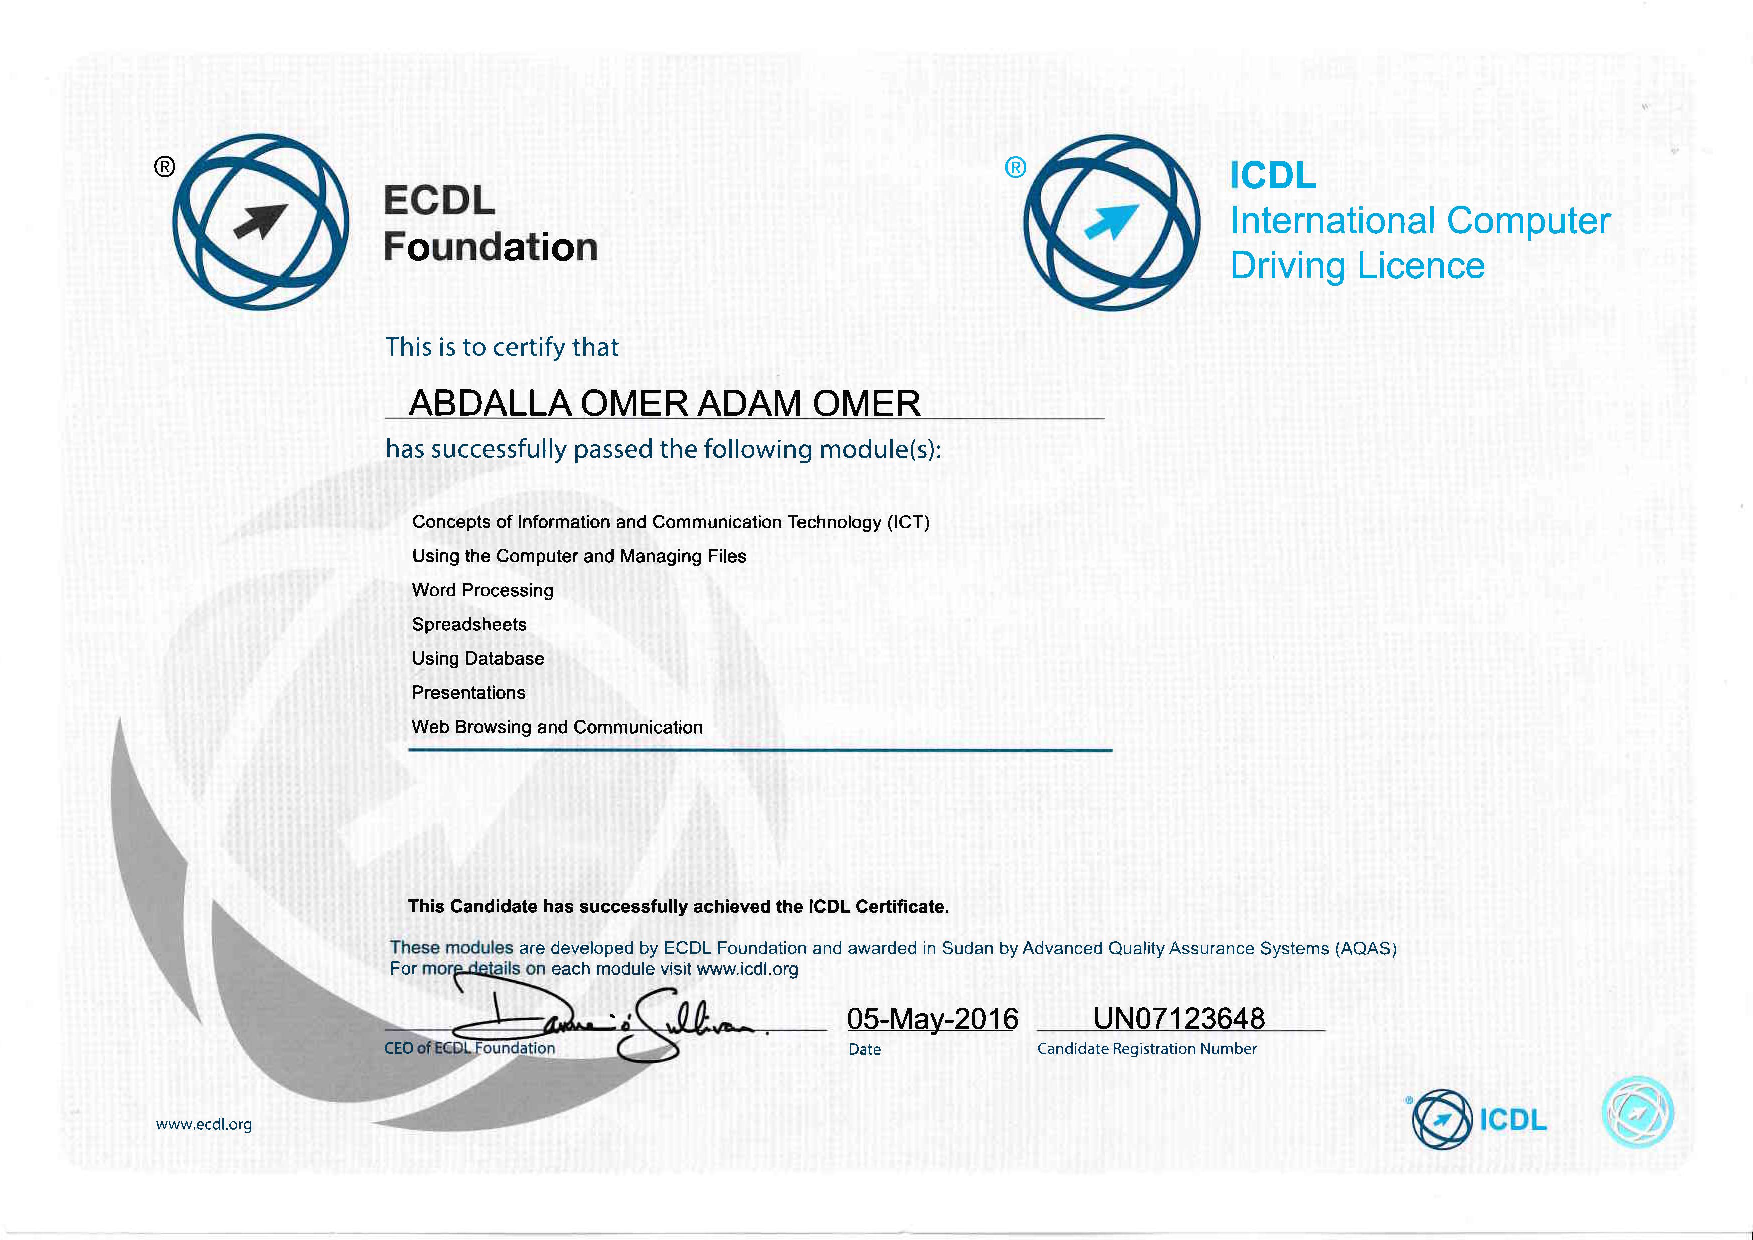 ®
ECDL
Foundation
®
ICDL
International Computer
Driving Licence
This is to certify that
ABDALLA OMER ADAM OMER
has successfully passed the following module(s):
Concepts of Information and Communication Technology (ICT)
Using the Computer and Managing Files
Word Processing
Spreadsheets
Using Database
Presentations
Web Browsing and Communication
This Candidate has successfully achieved the ICDL Certificate.
These modules are developed by ECDL Foundation and awarded in Sudan by Advanced Quality Assurance Systems (AQAS)
For more details on each module visit www.icdl.org
05-May-2016 UN07123648
CEO of ECDL Foundation Date Candidate Registration Number
www.ecdl.org
® ICDL